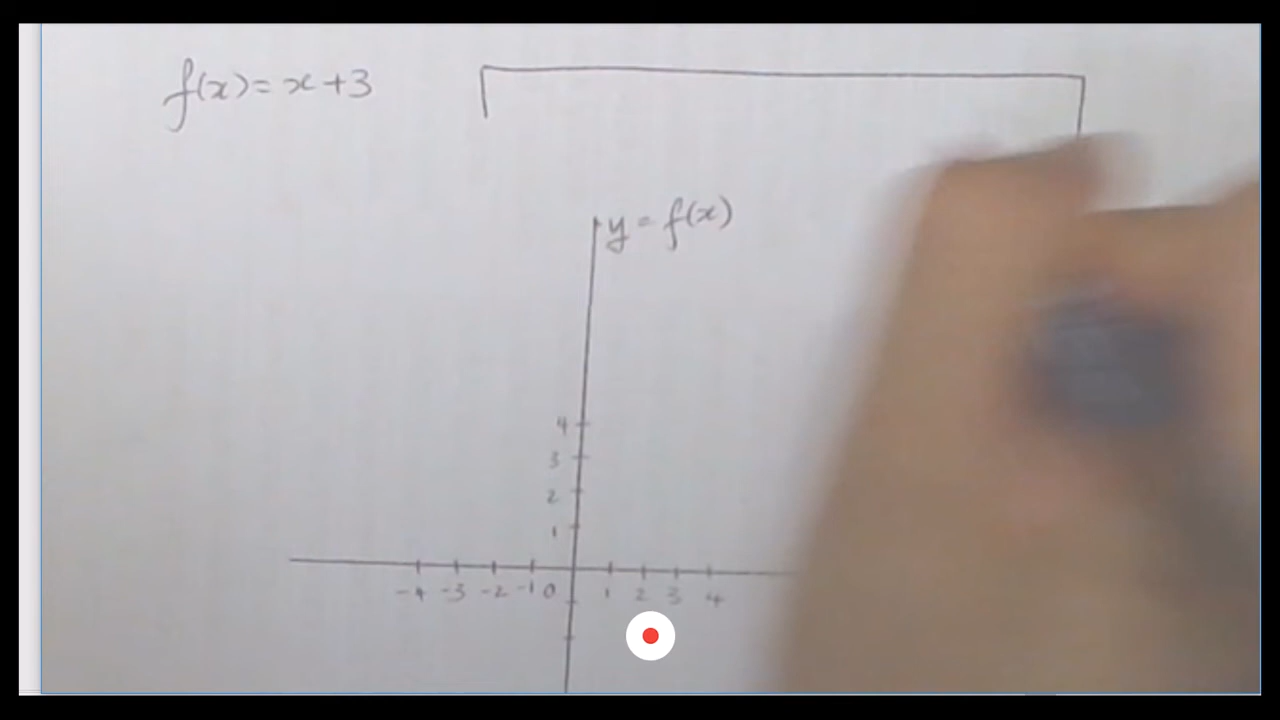 f(x) = x + 3
y = f(x)
4
3
2
1
-4 -3 -2 -1 0 1 2 3 4